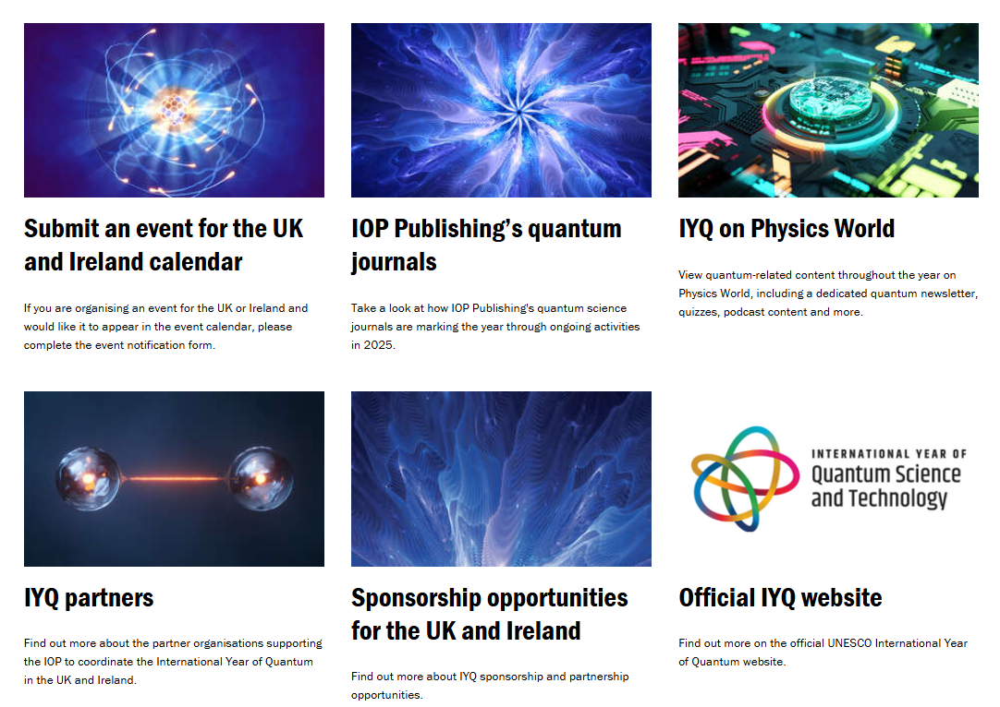 Submit an event for the UK
and Ireland calendar
If you are organising an event for the UK or Ireland and
would like it to appear in the event calendar, please
complete the event notification form.
IOP Publishing’s quantum
journals
Take a look at how IOP Publishing's quantum science
journals are marking the year through ongoing activities
in 2025.
IYQ on Physics World
View quantum-related content throughout the year on
Physics World, including a dedicated quantum newsletter,
quizzes, podcast content and more.
IYQ partners
Find out more about the partner organisations supporting
the IOP to coordinate the International Year of Quantum
in the UK and Ireland.
Sponsorship opportunities
for the UK and Ireland
Find out more about IYQ sponsorship and partnership
opportunities.
INTERNATIONAL YEAR OF
Quantum Science
and Technology
Official IYQ website
Find out more on the official UNESCO International Year
of Quantum website.